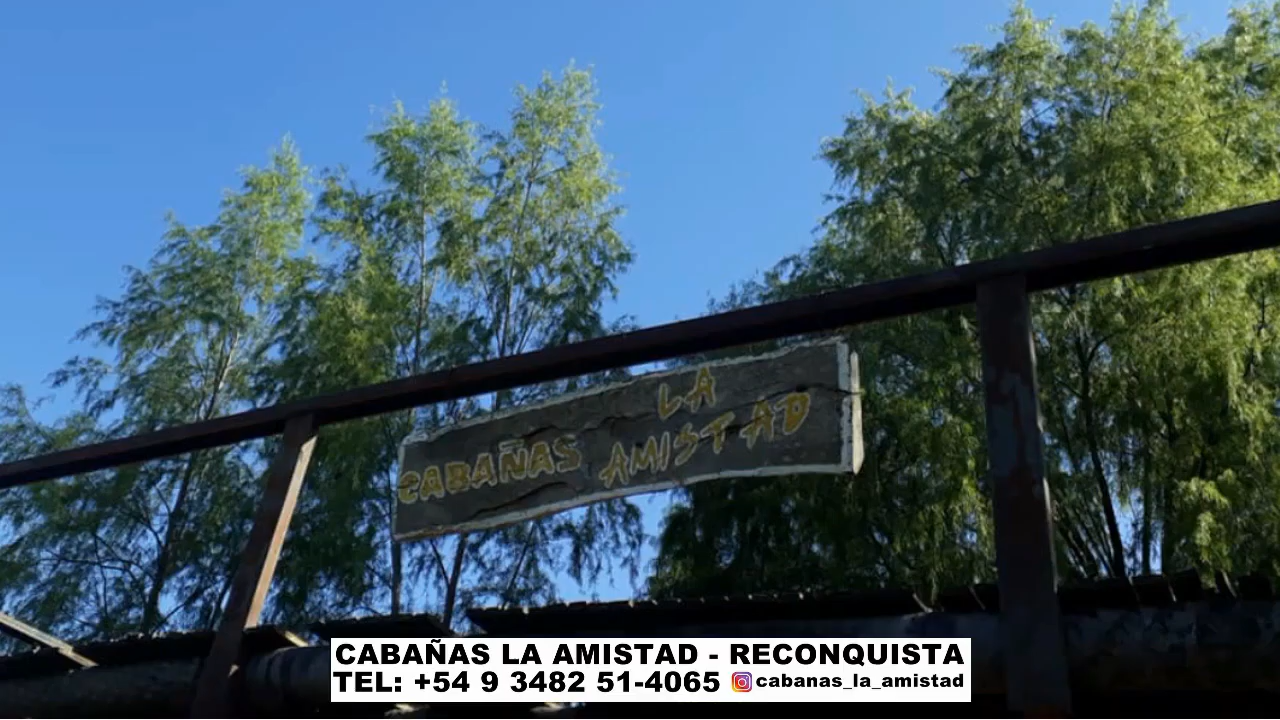 LA
CABAÑAS AMISTAD
CABAÑAS LA AMISTAD - RECONQUISTA
TEL: +54 9 3482 51-4065 cabanas_la_amistad